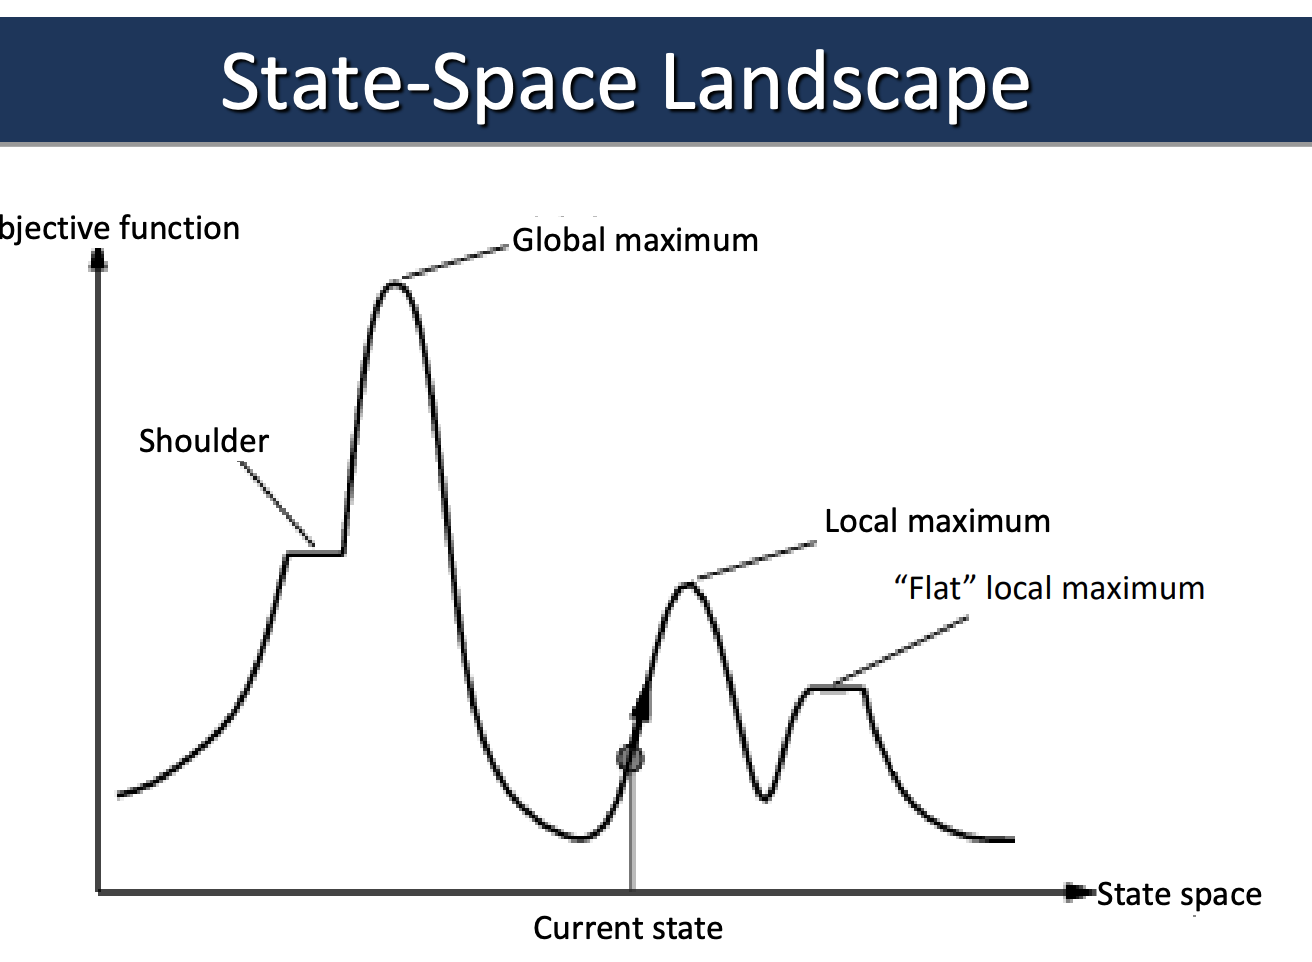 State-Space Landscape
bjective function
Global maximum
Shoulder
Local maximum
“Flat” local maximum
State space
Current state